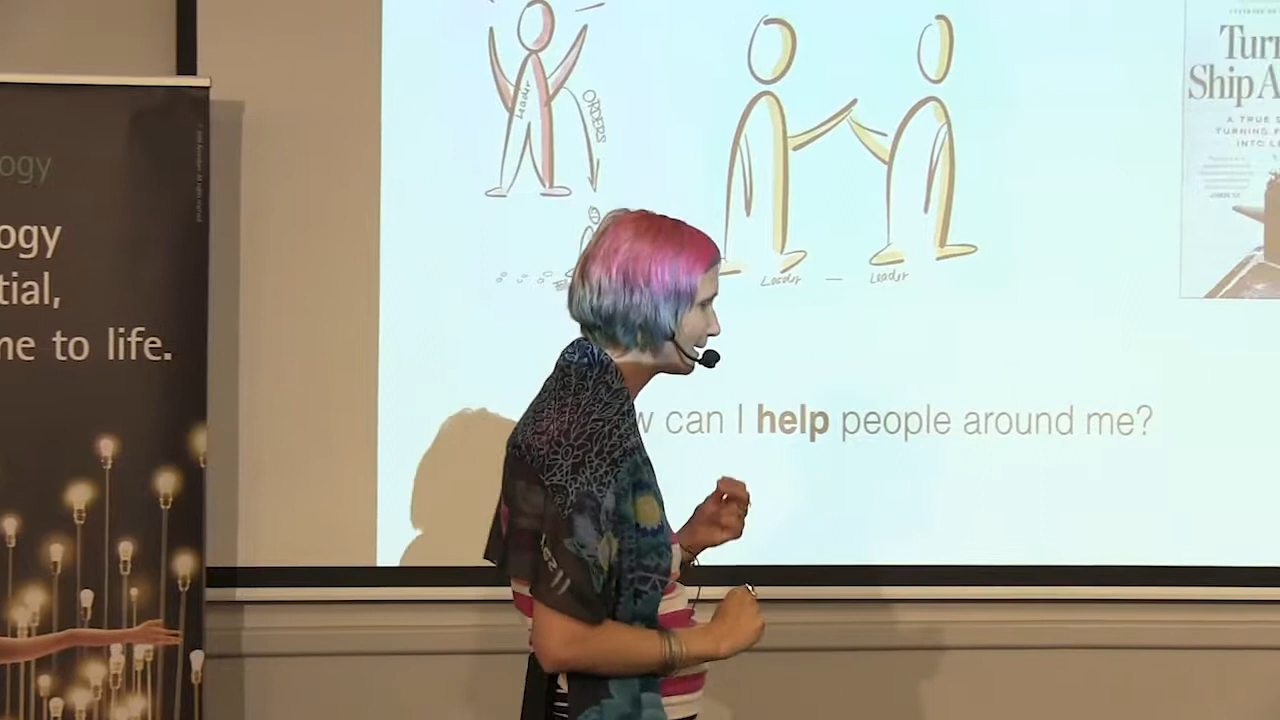 ogy
ogy
tial,
ne to life.
Leader
ORDERS
Leader — Leader
w can I help people around me?
Turn
Ship A
A TRUE S
TURNING F
INTO LE